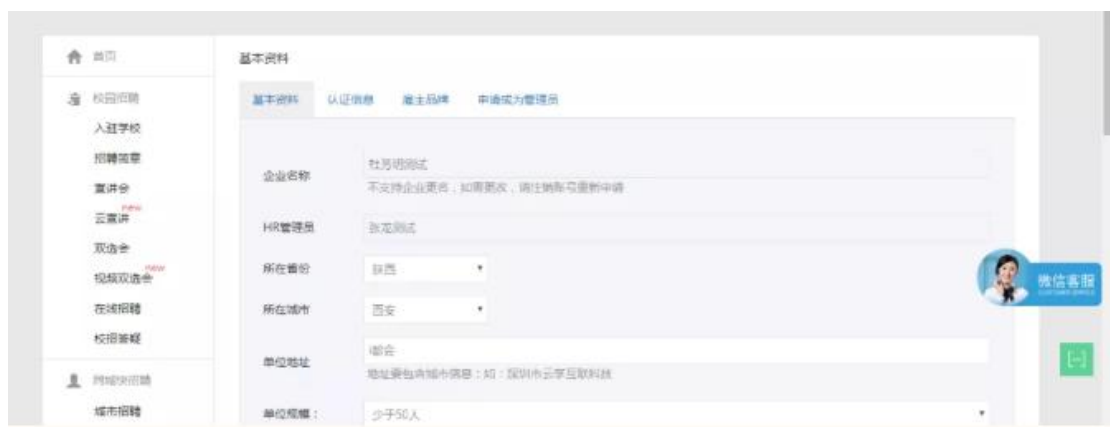 首页
校园招聘
入驻学校
招聘简章
宣讲会
云宣讲 new
双选会
视频双选会 new
在线招聘
校招答疑
同城快招聘
城市招聘
基本资料
基本资料 认证信息 雇主品牌 申请成为管理员
企业名称
不支持企业更名，如需更改，请注销账号重新申请
HR管理员 张龙测试
所在省份 陕西
所在城市 西安
单位地址 i都会
地址要包含城市信息：如：深圳市云学互联科技
单位规模： 少于50人
微信客服
[--]